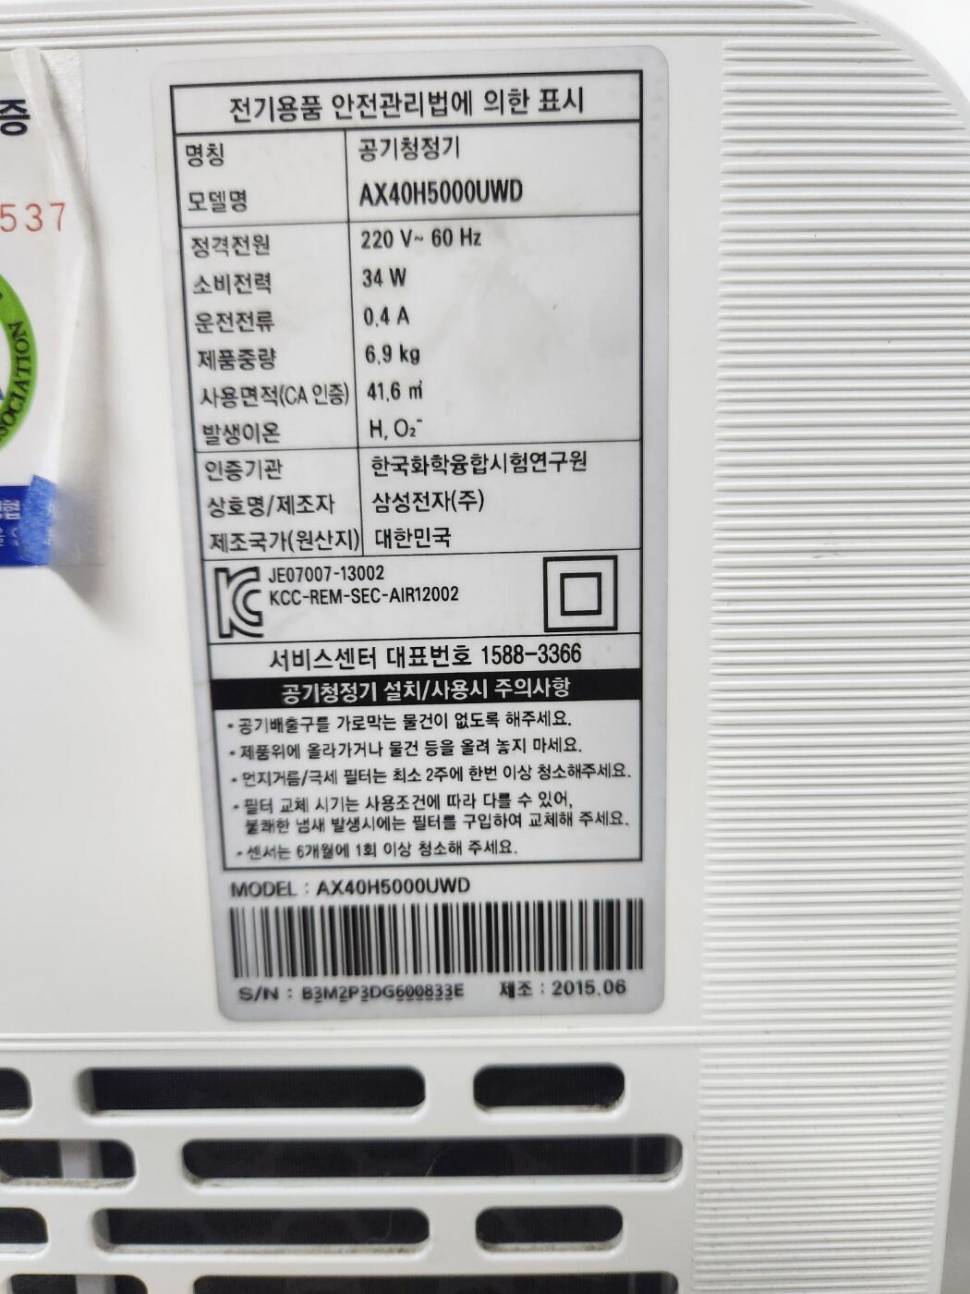 증
537
SOCIATION
전기용품 안전관리법에 의한 표시
명칭 공기청정기
모델명 AX40H5000UWD
정격전원 220 V~ 60 Hz
소비전력 34 W
운전전류 0.4 A
제품중량 6.9 kg
사용면적(CA 인증) 41.6 ㎡
발생이온 H, O₂⁻
인증기관 한국화학융합시험연구원
상호명/제조자 삼성전자(주)
제조국가(원산지) 대한민국
JE07007-13002
KCC-REM-SEC-AIR12002
서비스센터 대표번호 1588-3366
공기청정기 설치/사용시 주의사항
• 공기배출구를 가로막는 물건이 없도록 해주세요.
• 제품위에 올라가거나 물건 등을 올려 놓지 마세요.
• 먼지거름/극세 필터는 최소 2주에 한번 이상 청소해주세요.
• 필터 교체 시기는 사용조건에 따라 다를 수 있어,
불쾌한 냄새 발생시에는 필터를 구입하여 교체해 주세요.
• 센서는 6개월에 1회 이상 청소해 주세요.
MODEL : AX40H5000UWD
S/N : B3M2P3DG600833E 제조 : 2015.06